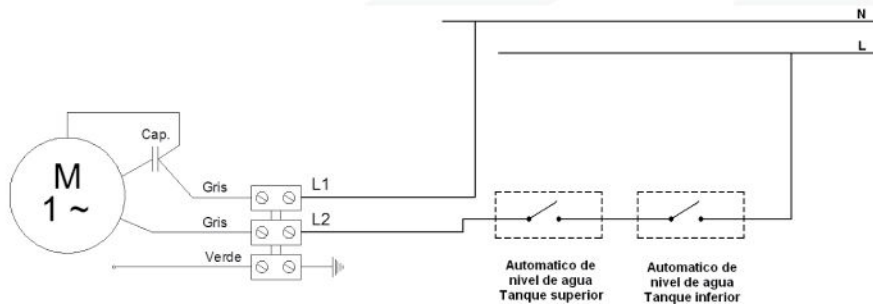 N
L
Cap.
M
1 ~
Gris
L1
Gris
L2
Verde
Automatico de
nivel de agua
Tanque superior
Automatico de
nivel de agua
Tanque inferior